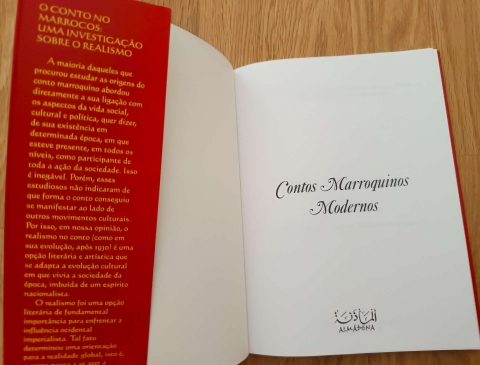 O CONTO NO
MARROCOS:
UMA INVESTIGAÇÃO
SOBRE O REALISMO
A maioria daqueles que
procurou estudar as origens do
conto marroquino abordou
diretamente a sua ligação com
os aspectos da vida social,
cultural e política, quer dizer,
de sua existência em
determinada época, em que
esteve presente, em todos os
níveis, como participante de
toda a ação da sociedade. Isso
é inegável. Porém, esses
estudiosos não indicaram de
que forma o conto conseguiu
se manifestar ao lado de
outros movimentos culturais.
Por isso, em nossa opinião, o
realismo no conto (como em
sua evolução, após 1930) é uma
opção literária e artística que
se adapta a evolução cultural
em que vivia a sociedade da
época, imbuída de um espírito
nacionalista.
O realismo foi uma opção
literária de fundamental
importância para enfrentar a
influência ocidental
imperialista. Tal fato
determinou uma orientação
para a realidade global, isto é,
Contos Marroquinos
Modernos
المأذنة
ALMÁDENA